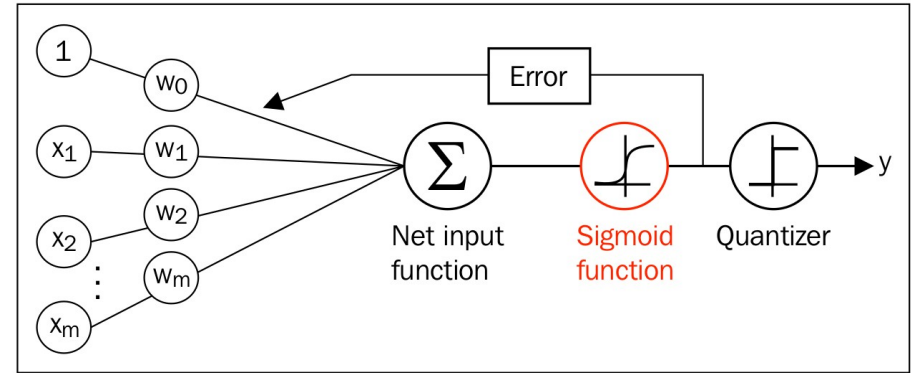 1
w0
Error
x1
w1
Σ
y
w2
x2
Net input
function
Sigmoid
function
Quantizer
wm
⋮
xm